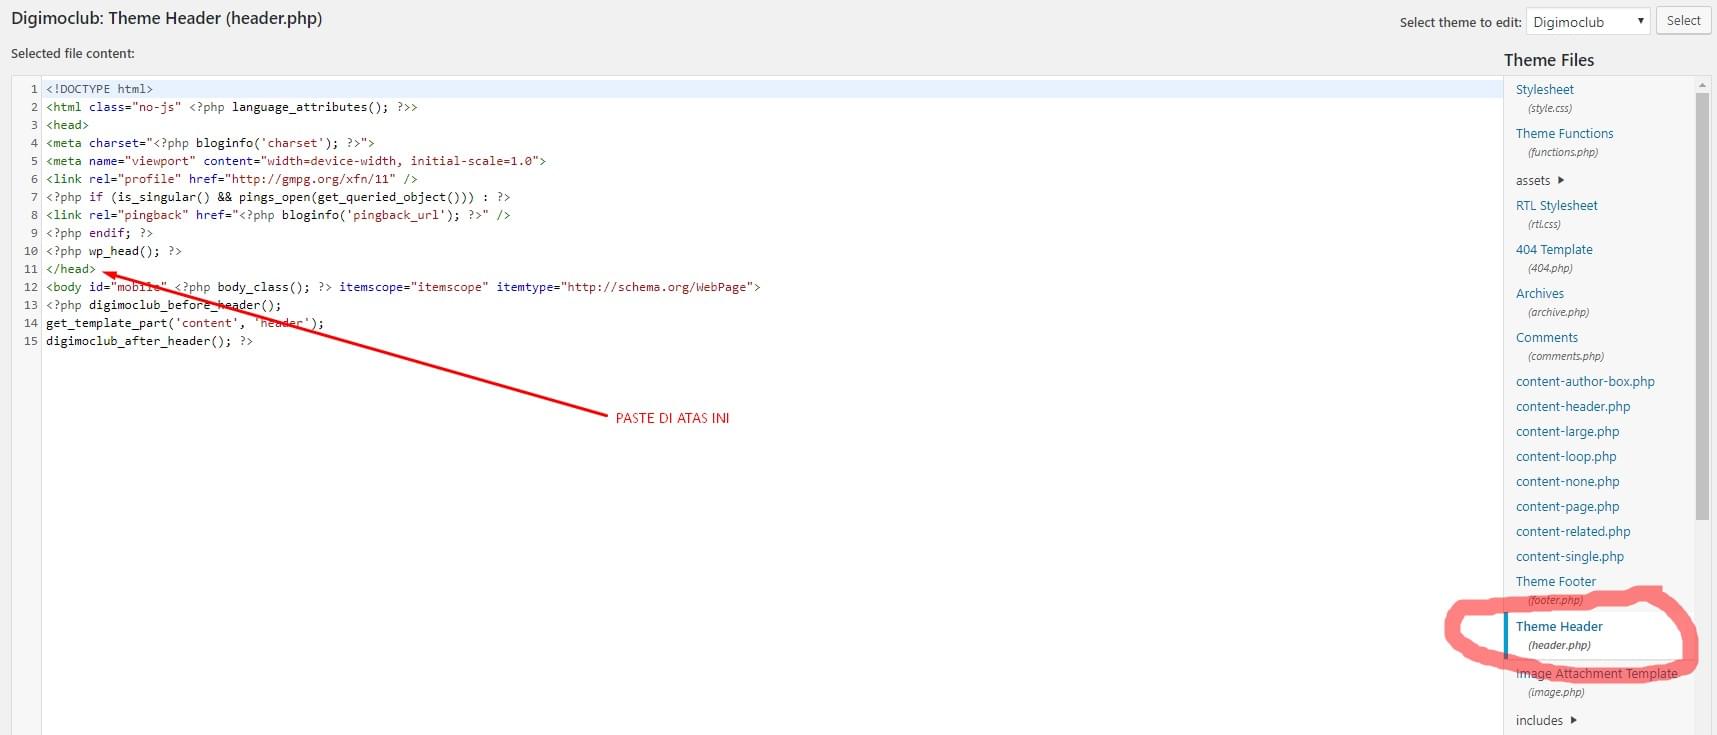 Digimoclub: Theme Header (header.php)
Select theme to edit: Digimoclub Select
Selected file content:
1 <!DOCTYPE html>
2 <html class="no-js" <?php language_attributes(); ?>>
3 <head>
4 <meta charset="<?php bloginfo('charset'); ?>">
5 <meta name="viewport" content="width=device-width, initial-scale=1.0">
6 <link rel="profile" href="http://gmpg.org/xfn/11" />
7 <?php if (is_singular() && pings_open(get_queried_object())) : ?>
8 <link rel="pingback" href="<?php bloginfo('pingback_url'); ?>" />
9 <?php endif; ?>
10 <?php wp_head(); ?>
11 </head>
12 <body id="mobile" <?php body_class(); ?> itemscope="itemscope" itemtype="http://schema.org/WebPage">
13 <?php digimoclub_before_header();
14 get_template_part('content', 'header');
15 digimoclub_after_header(); ?>
PASTE DI ATAS INI
Theme Files
Stylesheet
(style.css)
Theme Functions
(functions.php)
assets
RTL Stylesheet
(rtl.css)
404 Template
(404.php)
Archives
(archive.php)
Comments
(comments.php)
content-author-box.php
content-header.php
content-large.php
content-loop.php
content-none.php
content-page.php
content-related.php
content-single.php
Theme Footer
(footer.php)
Theme Header
(header.php)
Image Attachment Template
(image.php)
includes